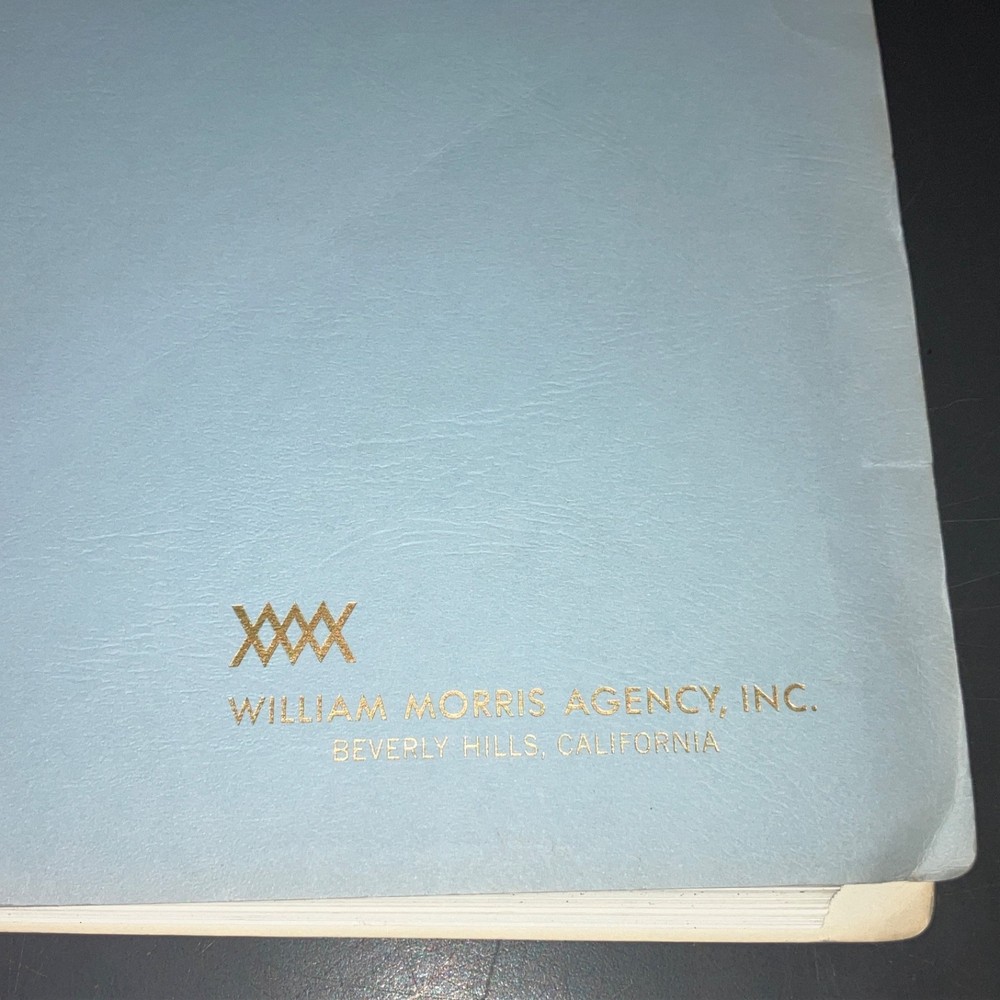 WILLIAM MORRIS AGENCY, INC.
BEVERLY HILLS, CALIFORNIA